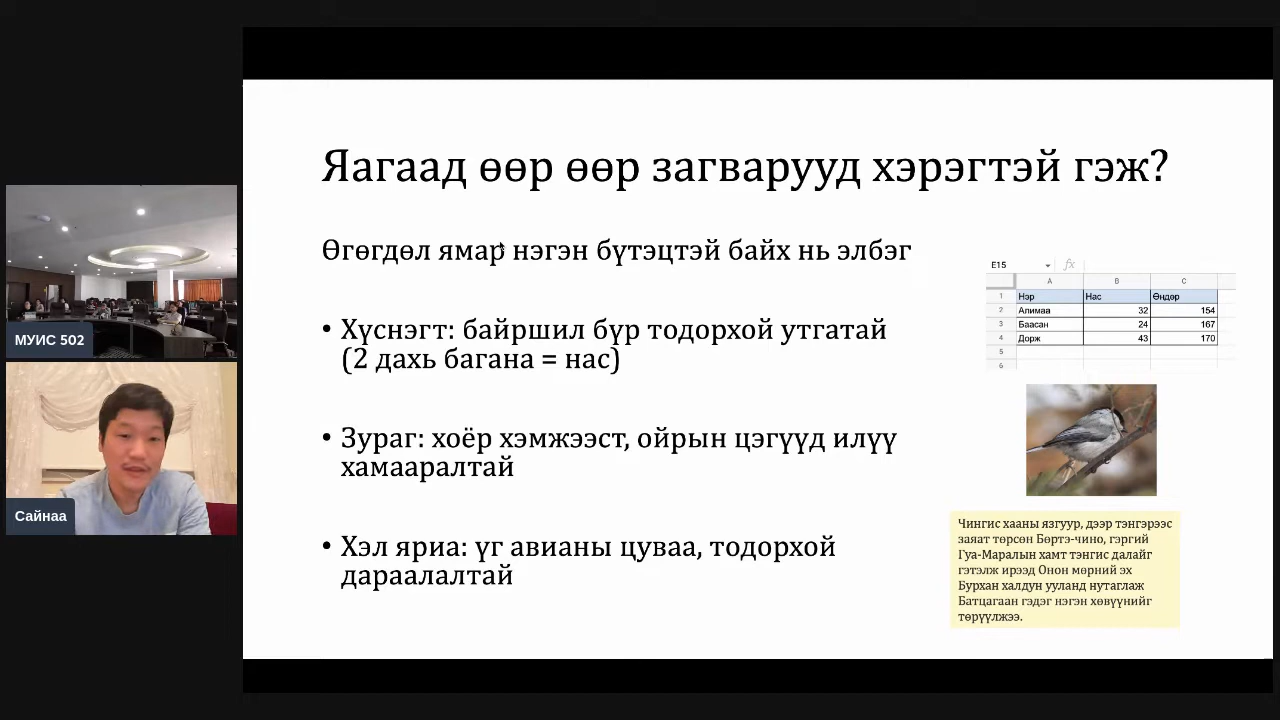 Яагаад өөр өөр загварууд хэрэгтэй гэж?
Өгөгдөл ямар нэгэн бүтэцтэй байх нь элбэг
• Хүснэгт: байршил бүр тодорхой утгатай
(2 дахь багана = нас)
• Зураг: хоёр хэмжээст, ойрын цэгүүд илүү
хамааралтай
• Хэл яриа: үг авианы цуваа, тодорхой
дараалалтай
E15 fx
A B C
1 Нэр Нас Өндөр
2 Алимаа 32 154
3 Баасан 24 167
4 Дорж 43 170
5
6
Чингис хааны язгуур, дээр тэнгэрээс
заяат төрсөн Бөртэ-чино, гэргий
Гуа-Маралын хамт тэнгис далайг
гэтэлж ирээд Онон мөрний эх
Бурхан халдун ууланд нутаглаж
Батцагаан гэдэг нэгэн хөвүүнийг
төрүүлжээ.
МУИС 502
Сайнаа